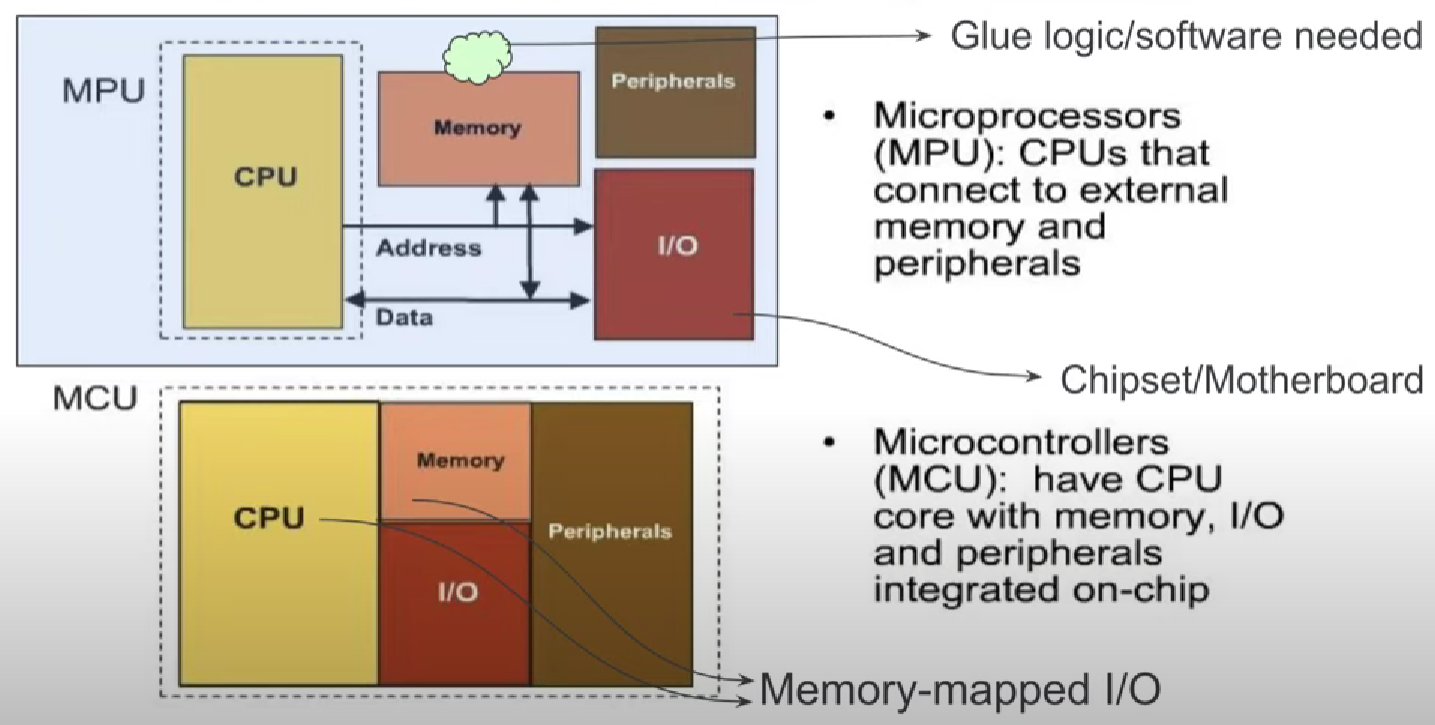 Glue logic/software needed
MPU
CPU
Memory
Peripherals
I/O
Address
Data
• Microprocessors
(MPU): CPUs that
connect to external
memory and
peripherals
Chipset/Motherboard
MCU
CPU
Memory
I/O
Peripherals
• Microcontrollers
(MCU): have CPU
core with memory, I/O
and peripherals
integrated on-chip
Memory-mapped I/O